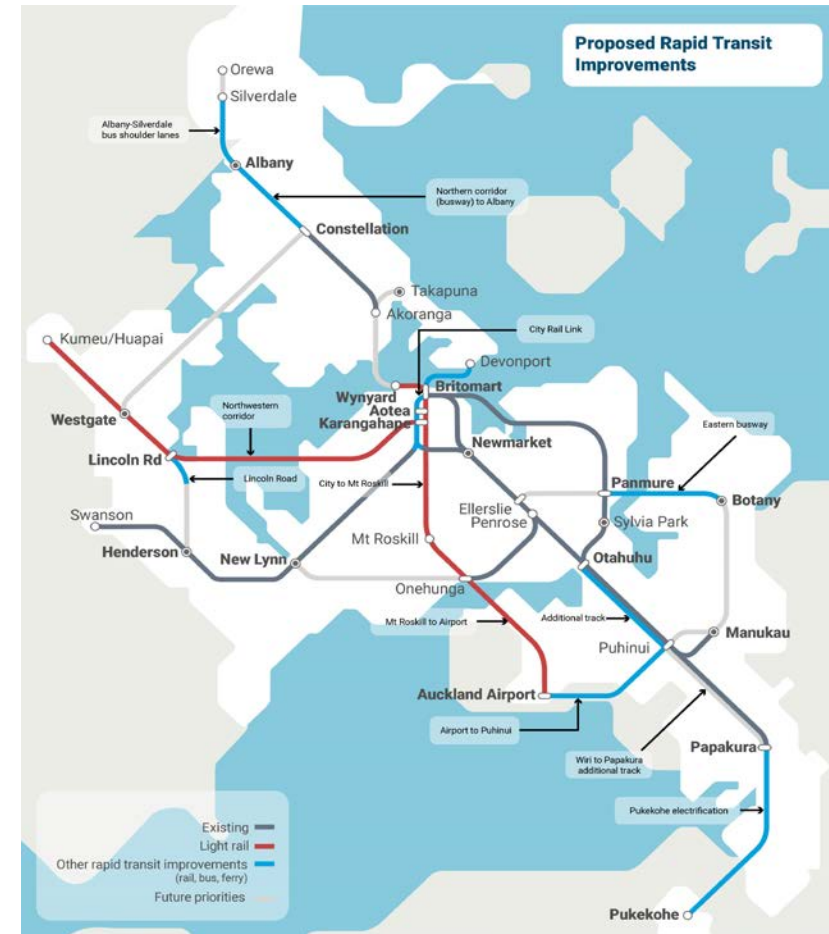 Proposed Rapid Transit
Improvements
Orewa
Silverdale
Albany-Silverdale
bus shoulder lanes
Albany
Northern corridor
(busway) to Albany
Constellation
Takapuna
Akoranga
City Rail Link
Kumeu/Huapai
Devonport
Wynyard
Britomart
Aotea
Karangahape
Northwestern
corridor
Westgate
Newmarket
Eastern busway
Lincoln Rd
Lincoln Road
City to Mt Roskill
Panmure
Botany
Ellerslie
Penrose
Sylvia Park
Swanson
Henderson
New Lynn
Mt Roskill
Otahuhu
Onehunga
Mt Roskill to Airport
Additional track
Manukau
Puhinui
Auckland Airport
Airport to Puhinui
Wiri to Papakura
additional track
Papakura
Pukekohe electrification
Existing
Light rail
Other rapid transit improvements
(rail, bus, ferry)
Future priorities
Pukekohe